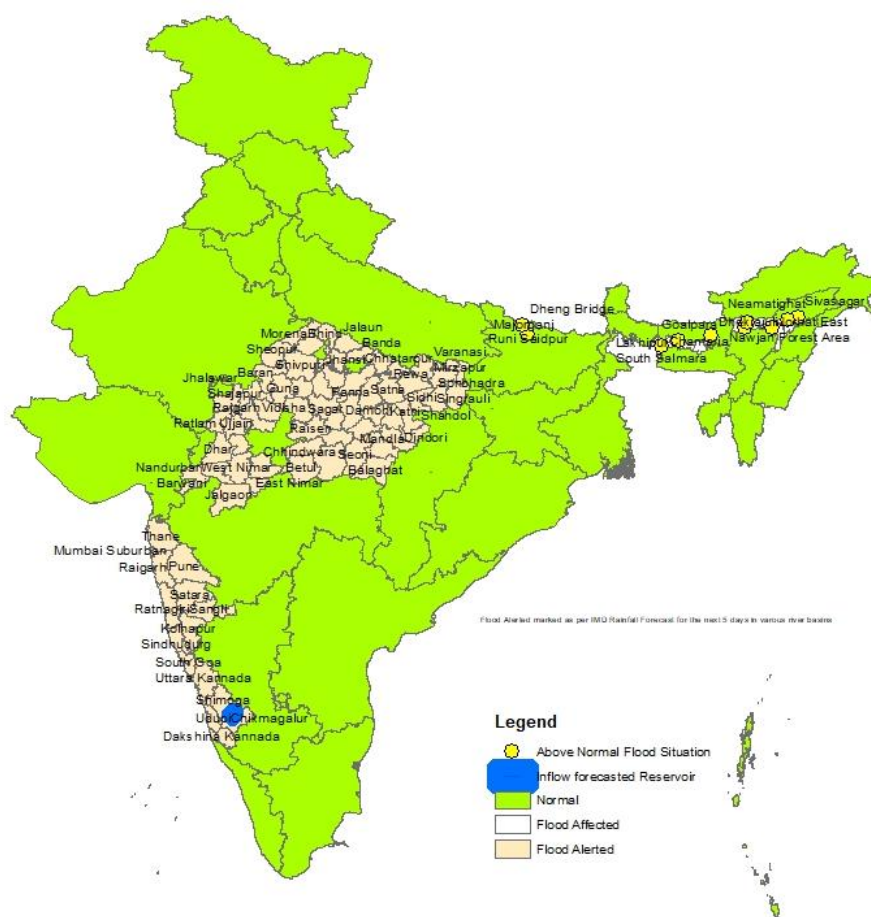 Dheng Bridge
Majorganj
Runi Saidpur
Neamatighat
Sivasagar
Goalpara
Nawjan Forest Area
South Salmara
Morena
Bhind
Jalaun
Banda
Sheopur
Jhansi
Chhatarpur
Varanasi
Shivpuri
Rewa
Mirzapur
Baran
Sonbhadra
Jhalawar
Guna
Panna
Satna
Sidhi
Singrauli
Shajapur
Rajgarh
Vidisha
Sagar
Damoh
Katni
Shahdol
Ratlam
Ujjain
Raisen
Mandla
Dindori
Dhar
Chhindwara
Seoni
Nandurbar
West Nimar
Betul
Balaghat
Barwani
East Nimar
Jalgaon
Thane
Mumbai Suburban
Raigarh
Pune
Satara
Ratnagiri
Sangli
Kolhapur
Sindhudurg
South Goa
Uttara Kannada
Shimoga
Udupi
Chikmagalur
Dakshina Kannada
Flood Alerted marked as per IMD Rainfall Forecast for the next 5 days in varous river basins
Legend
Above Normal Flood Situation
Inflow forecasted Reservoir
Normal
Flood Affected
Flood Alerted